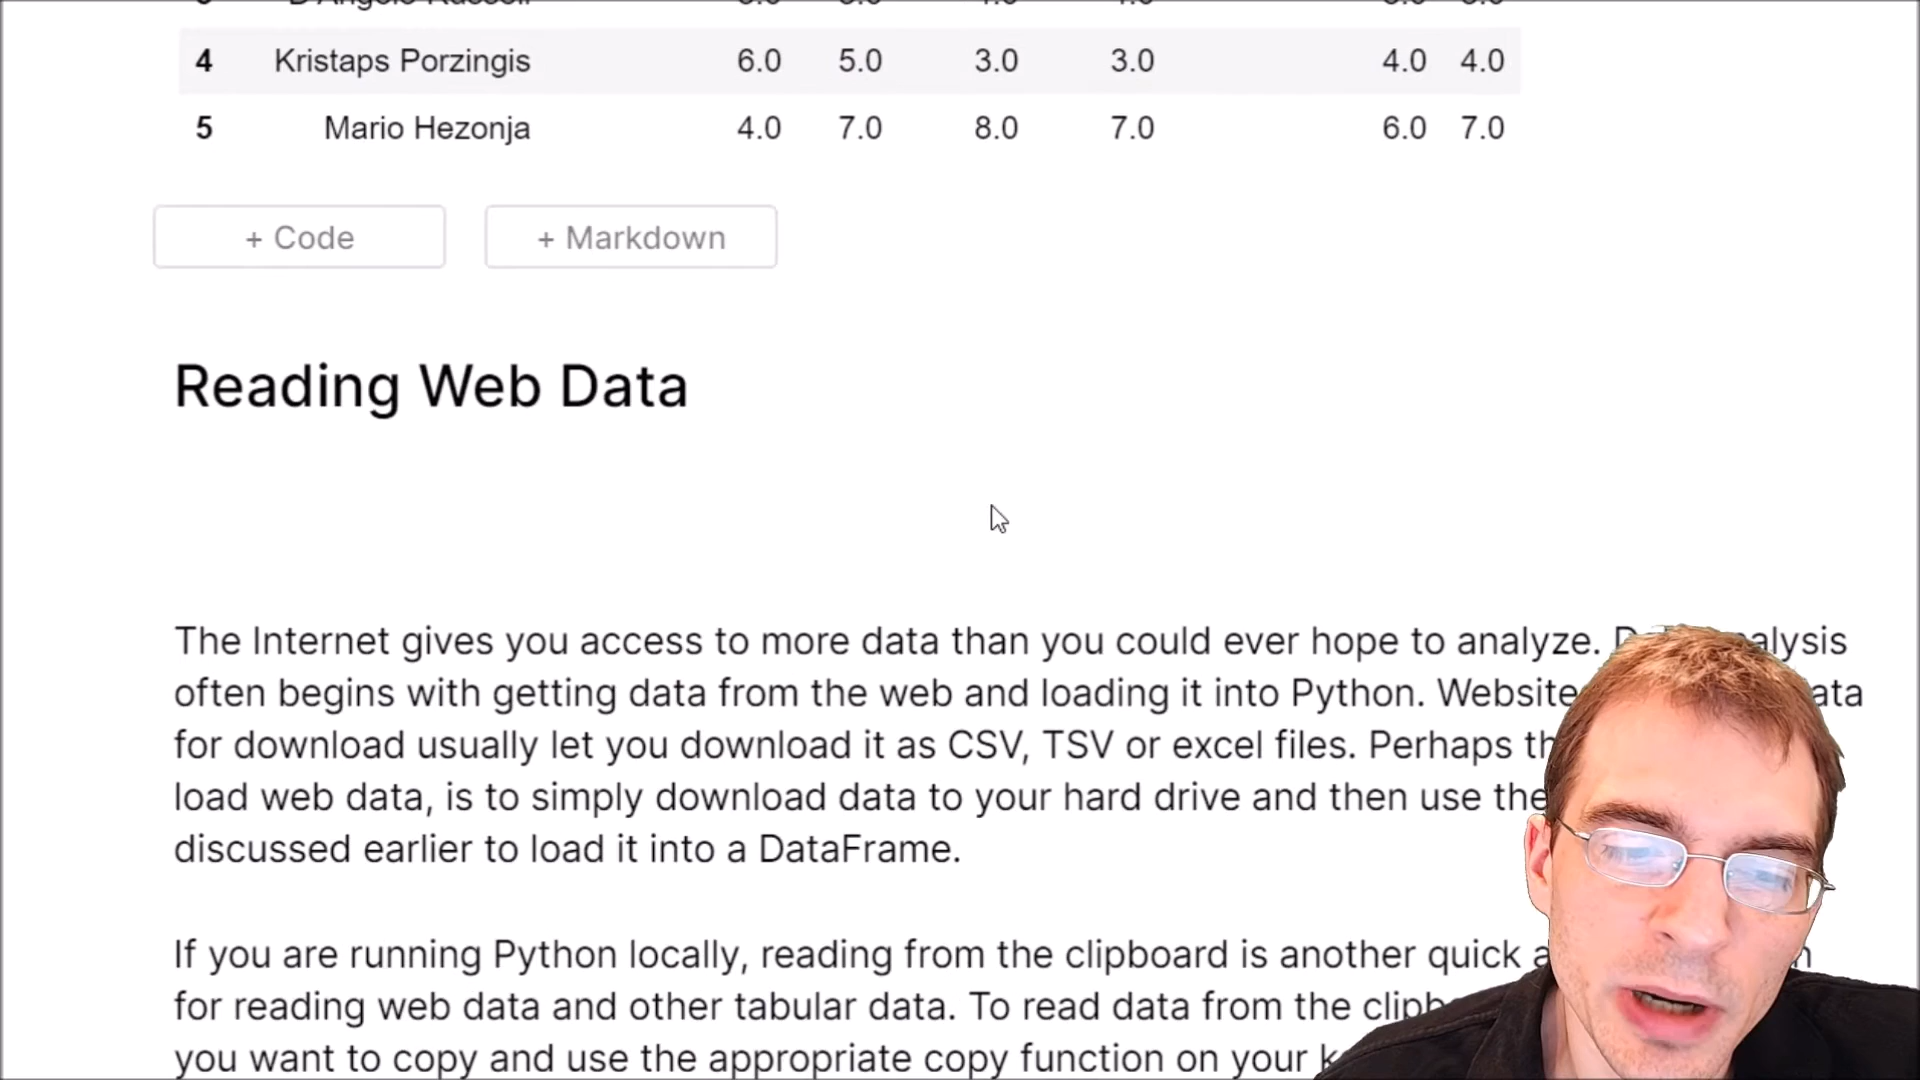 4 Kristaps Porzingis 6.0 5.0 3.0 3.0 4.0 4.0
5 Mario Hezonja 4.0 7.0 8.0 7.0 6.0 7.0
+ Code + Markdown
Reading Web Data
The Internet gives you access to more data than you could ever hope to analyze.
often begins with getting data from the web and loading it into Python.
for download usually let you download it as CSV, TSV or excel files. Perhaps
load web data, is to simply download data to your hard drive and then use the
discussed earlier to load it into a DataFrame.
If you are running Python locally, reading from the clipboard is another quick
for reading web data and other tabular data. To read data from the
you want to copy and use the appropriate copy function on your